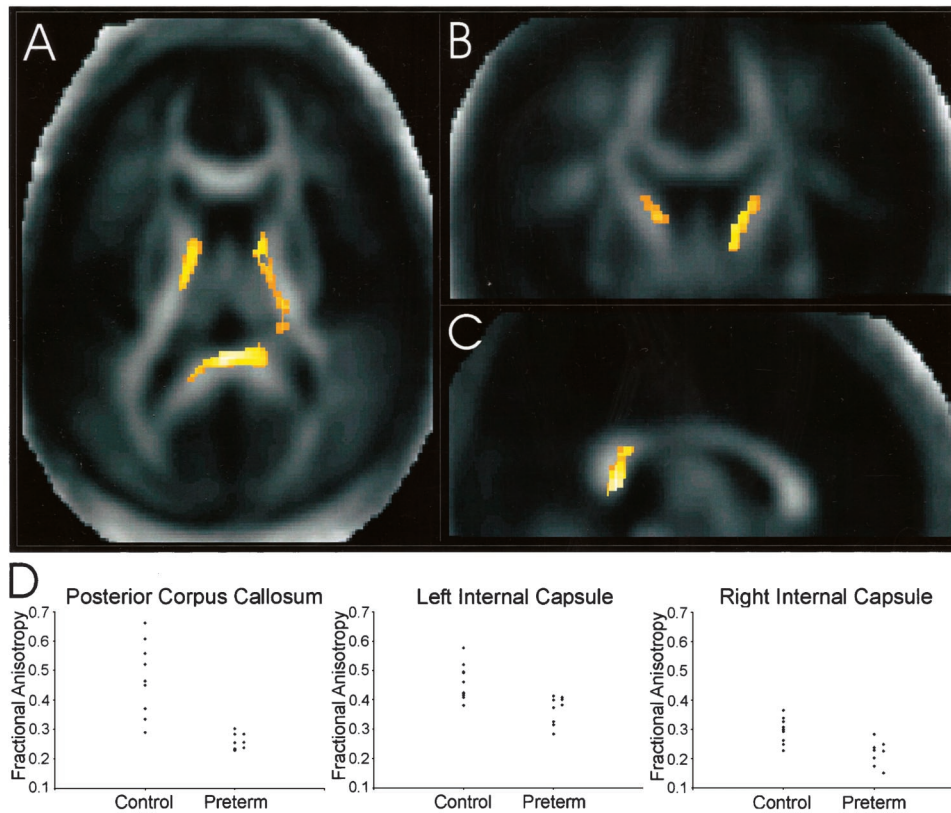 A
B
C
D
Posterior Corpus Callosum
Fractional Anisotropy
0.7
0.6
0.5
0.4
0.3
0.2
0.1
Control Preterm
Left Internal Capsule
Fractional Anisotropy
0.7
0.6
0.5
0.4
0.3
0.2
0.1
Control Preterm
Right Internal Capsule
Fractional Anisotropy
0.7
0.6
0.5
0.4
0.3
0.2
0.1
Control Preterm